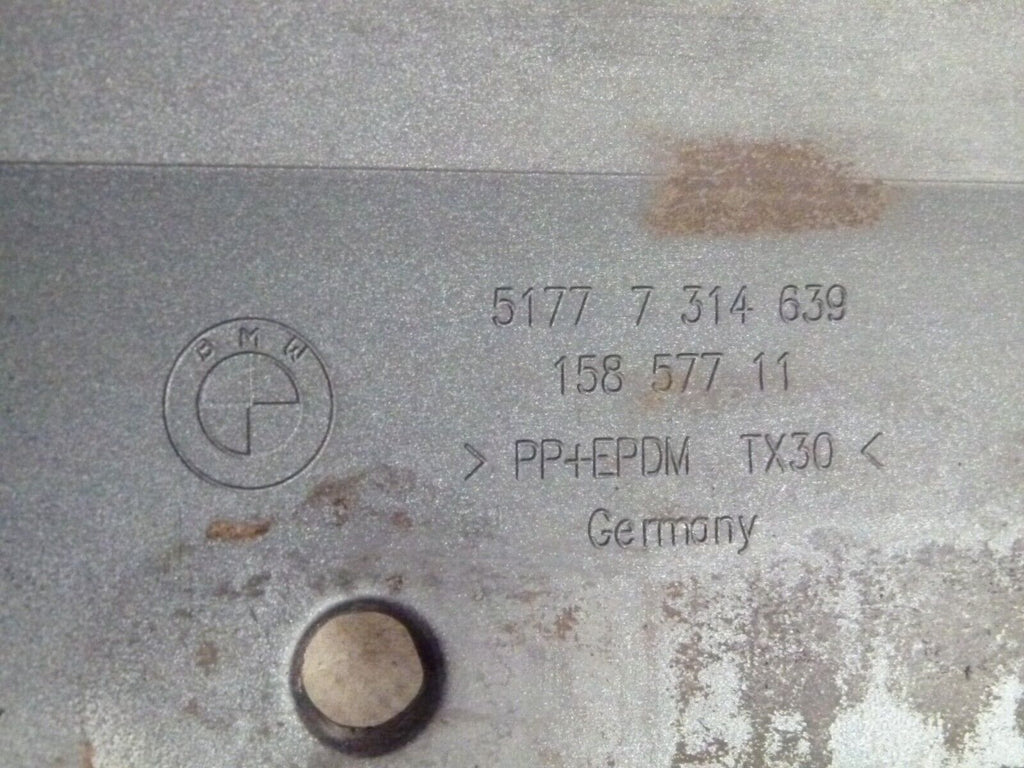 BMW
5177 7 314 639
158 577 11
> PP+EPDM TX30 <
Germany